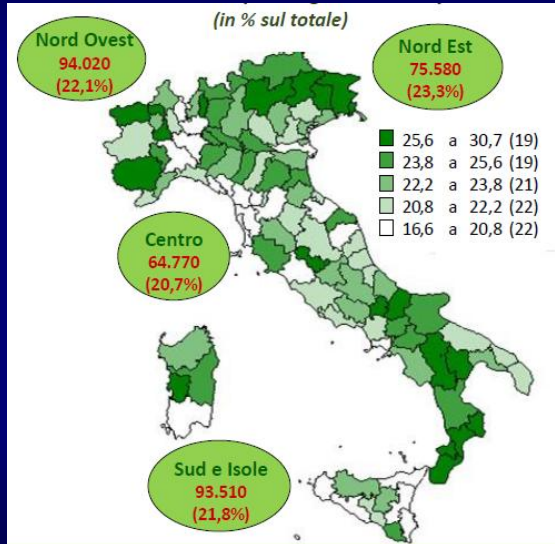 (in % sul totale)
Nord Ovest
94.020
(22,1%)
Nord Est
75.580
(23,3%)
25,6 a 30,7 (19)
23,8 a 25,6 (19)
22,2 a 23,8 (21)
20,8 a 22,2 (22)
16,6 a 20,8 (22)
Centro
64.770
(20,7%)
Sud e Isole
93.510
(21,8%)